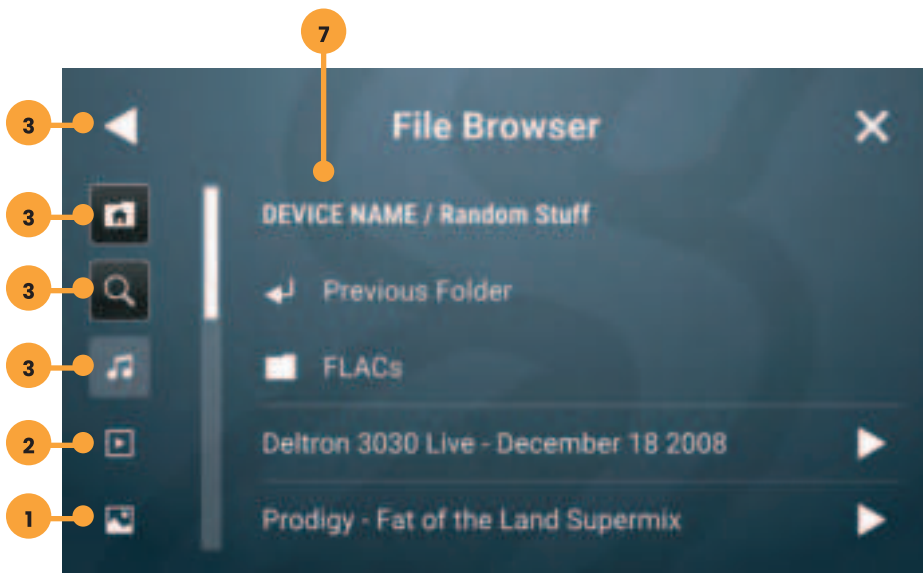 7
3
File Browser
3
DEVICE NAME / Random Stuff
3
Previous Folder
3
FLACs
2
Deltron 3030 Live - December 18 2008
1
Prodigy - Fat of the Land Supermix